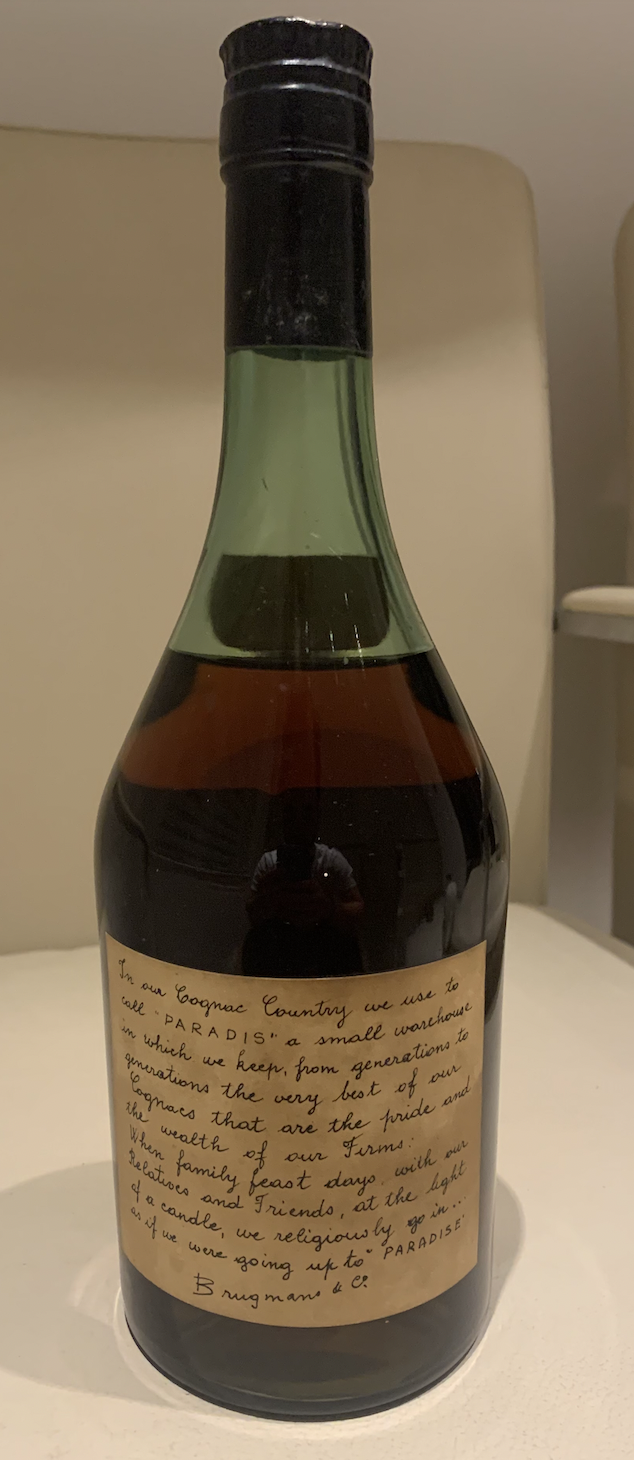 In our Cognac Country we use to
call "PARADIS" a small warehouse
in which we keep, from generations to
generations the very best of our
Cognacs that are the pride and
the wealth of our Firms:
When family feast days, with our
Relatives and Friends, at the light
of a candle, we religiously go in...
as if we were going up to "PARADISE".
Brugmans & Co.